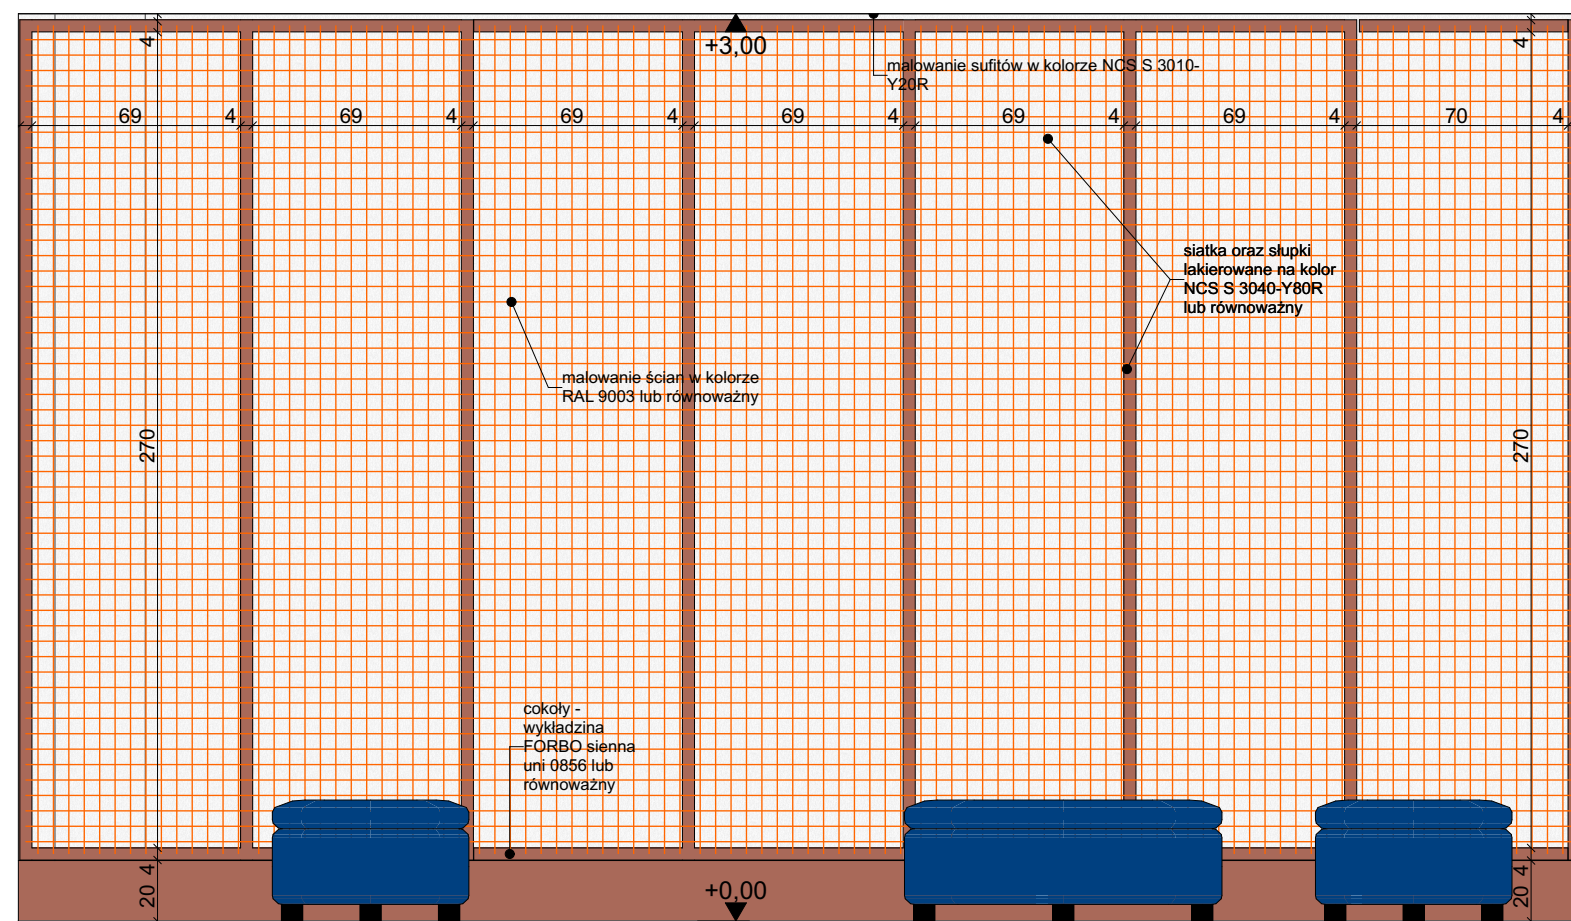 4
+3,00
4
malowanie sufitów w kolorze NCS S 3010-
Y20R
69 4 69 4 69 4 69 4 69 4 69 4 70 4
siatka oraz słupki
lakierowane na kolor
NCS S 3040-Y80R
lub równoważny
malowanie ścian w kolorze
RAL 9003 lub równoważny
270
270
cokoły -
wykładzina
FORBO sienna
uni 0856 lub
równoważny
20 4
+0,00
20 4